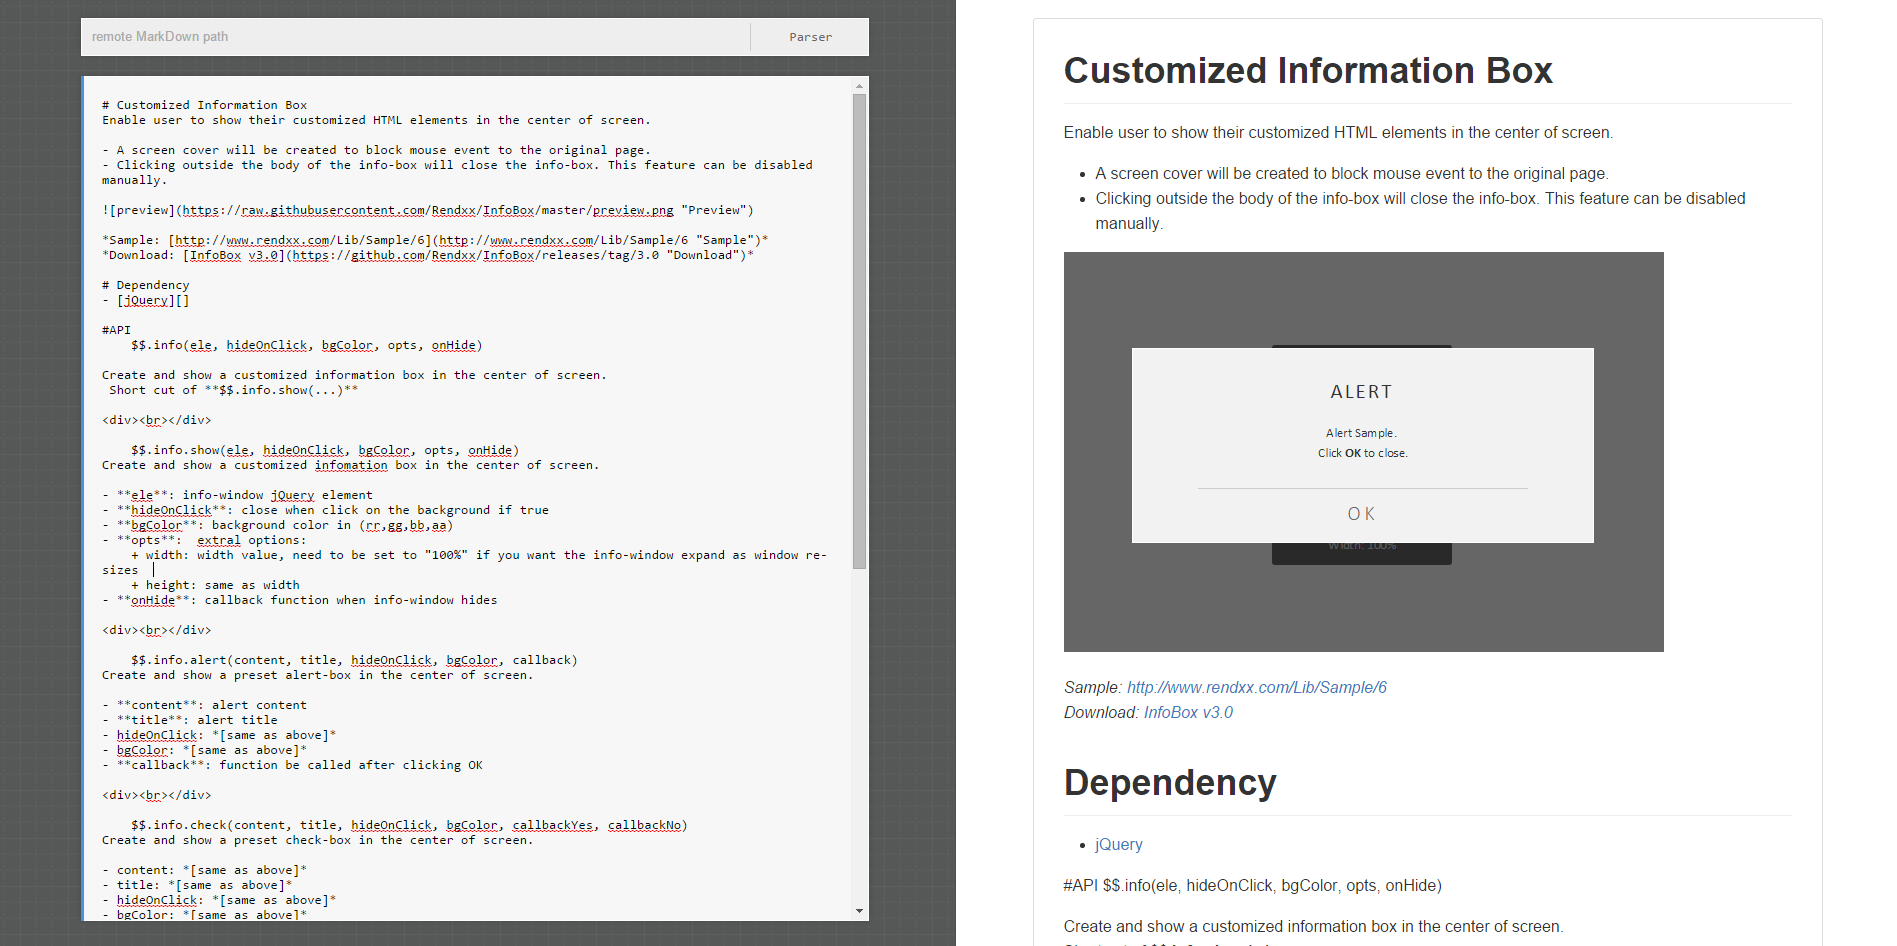 remote MarkDown path
Parser
# Customized Information Box
Enable user to show their customized HTML elements in the center of screen.
- A screen cover will be created to block mouse event to the original page.
- Clicking outside the body of the info-box will close the info-box. This feature can be disabled
manually.
![preview](https://raw.githubusercontent.com/Rendxx/InfoBox/master/preview.png "Preview")
*Sample: [http://www.rendxx.com/Lib/Sample/6](http://www.rendxx.com/Lib/Sample/6 "Sample")*
*Download: [InfoBox v3.0](https://github.com/Rendxx/InfoBox/releases/tag/3.0 "Download")*
# Dependency
- [jQuery][]
#API
$$.info(ele, hideOnClick, bgColor, opts, onHide)
Create and show a customized information box in the center of screen.
Short cut of **$$.info.show(...)**
<div><br></div>
$$.info.show(ele, hideOnClick, bgColor, opts, onHide)
Create and show a customized infomation box in the center of screen.
- **ele**: info-window jQuery element
- **hideOnClick**: close when click on the background if true
- **bgColor**: background color in (rr,gg,bb,aa)
- **opts**:  extral options:
+ width: width value, need to be set to "100%" if you want the info-window expand as window re-
sizes
+ height: same as width
- **onHide**: callback function when info-window hides
<div><br></div>
$$.info.alert(content, title, hideOnClick, bgColor, callback)
Create and show a preset alert-box in the center of screen.
- **content**: alert content
- **title**: alert title
- hideOnClick: *[same as above]*
- bgColor: *[same as above]*
- **callback**: function be called after clicking OK
<div><br></div>
$$.info.check(content, title, hideOnClick, bgColor, callbackYes, callbackNo)
Create and show a preset check-box in the center of screen.
- content: *[same as above]*
- title: *[same as above]*
- hideOnClick: *[same as above]*
- bgColor: *[same as above]*
Customized Information Box
Enable user to show their customized HTML elements in the center of screen.
• A screen cover will be created to block mouse event to the original page.
• Clicking outside the body of the info-box will close the info-box. This feature can be disabled
manually.
ALERT
Alert Sample.
Click OK to close.
OK
Width: 100%
Sample: http://www.rendxx.com/Lib/Sample/6
Download: InfoBox v3.0
Dependency
• jQuery
#API $$.info(ele, hideOnClick, bgColor, opts, onHide)
Create and show a customized information box in the center of screen.